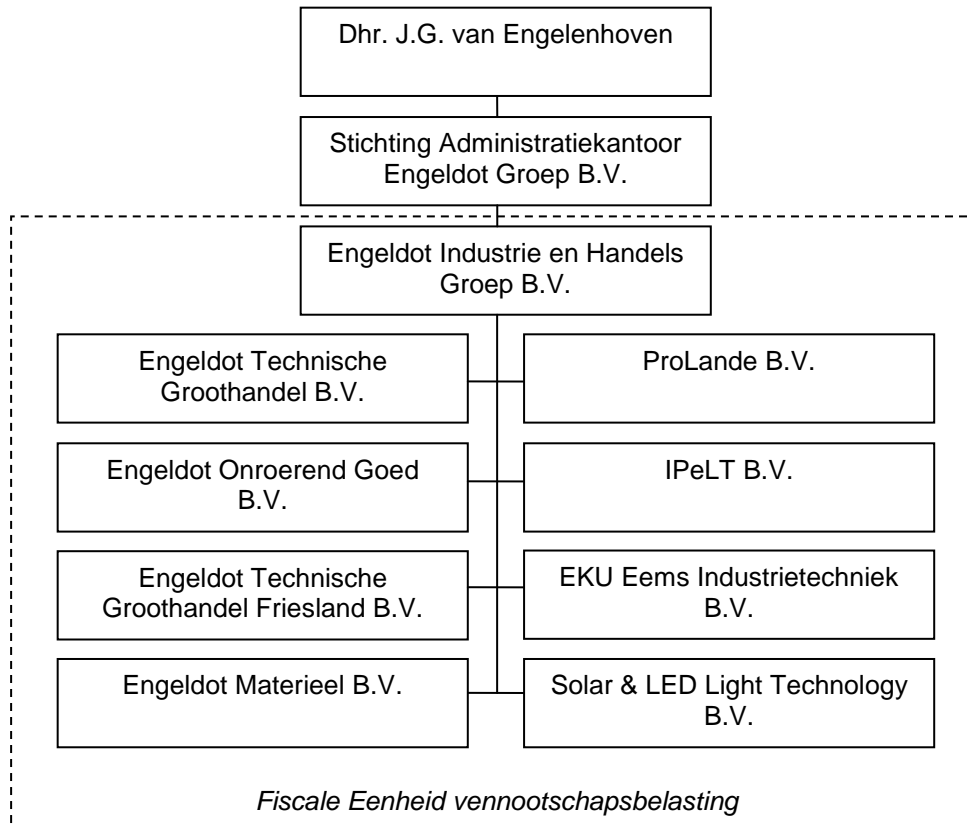 Dhr. J.G. van Engelenhoven
Stichting Administratiekantoor
Engeldot Groep B.V.
Engeldot Industrie en Handels
Groep B.V.
Engeldot Technische
Groothandel B.V.
ProLande B.V.
Engeldot Onroerend Goed
B.V.
IPeLT B.V.
Engeldot Technische
Groothandel Friesland B.V.
EKU Eems Industrietechniek
B.V.
Engeldot Materieel B.V.
Solar & LED Light Technology
B.V.
Fiscale Eenheid vennootschapsbelasting